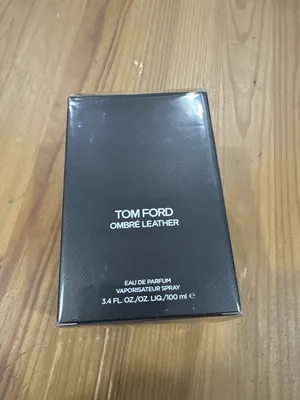 TOM FORD
OMBRÉ LEATHER
EAU DE PARFUM
VAPORISATEUR SPRAY
3.4 FL. OZ./OZ. LIQ./100 ml ℮